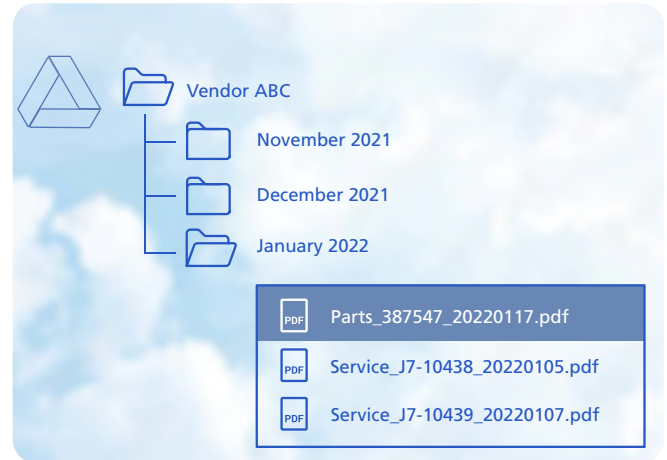 Vendor ABC
November 2021
December 2021
January 2022
PDF Parts_387547_20220117.pdf
PDF Service_J7-10438_20220105.pdf
PDF Service_J7-10439_20220107.pdf